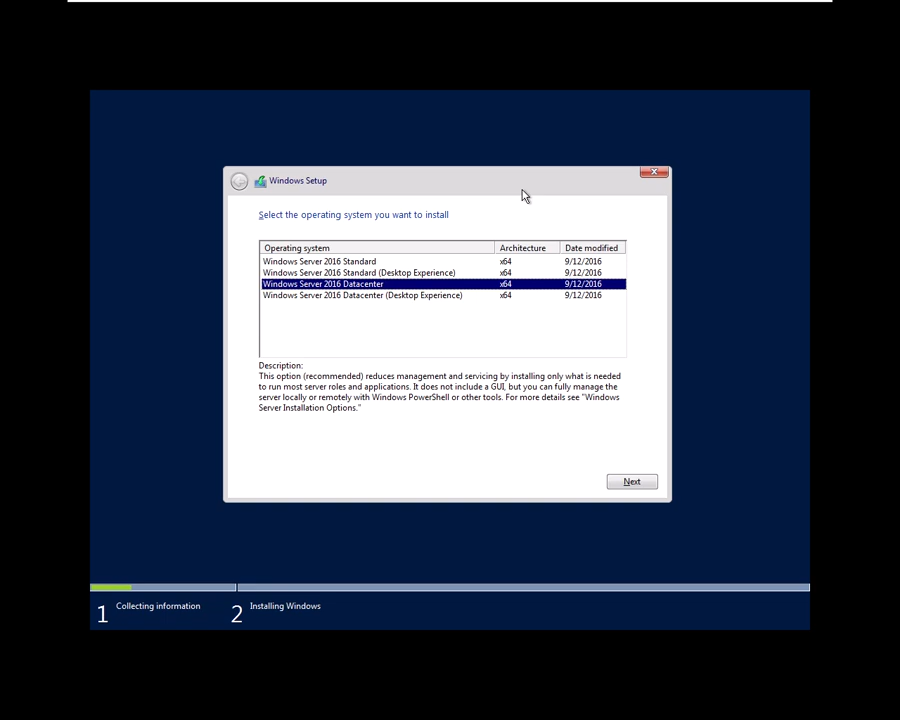 Windows Setup
Select the operating system you want to install
Operating system Architecture Date modified
Windows Server 2016 Standard x64 9/12/2016
Windows Server 2016 Standard (Desktop Experience) x64 9/12/2016
Windows Server 2016 Datacenter x64 9/12/2016
Windows Server 2016 Datacenter (Desktop Experience) x64 9/12/2016
Description:
This option (recommended) reduces management and servicing by installing only what is needed
to run most server roles and applications. It does not include a GUI, but you can fully manage the
server locally or remotely with Windows PowerShell or other tools. For more details see "Windows
Server Installation Options."
Next
1 Collecting information 2 Installing Windows